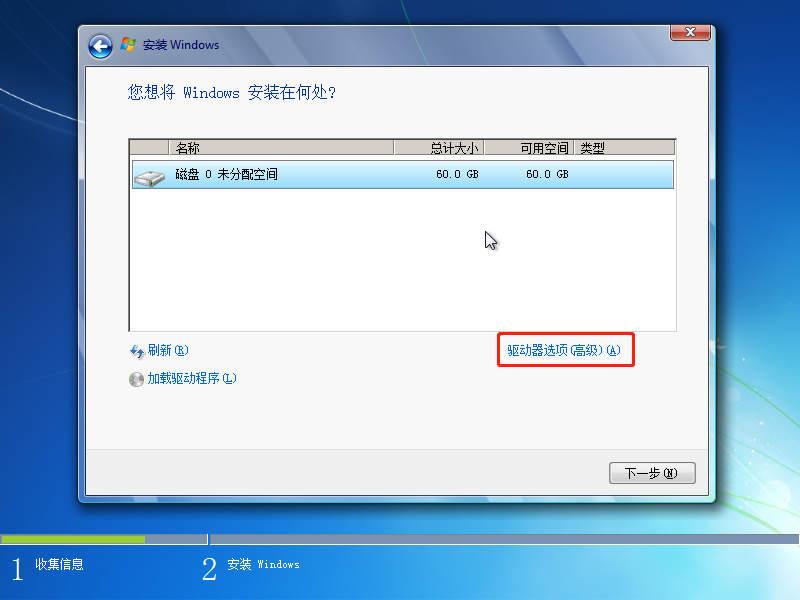 安装 Windows
您想将 Windows 安装在何处?
名称 总计大小 可用空间 类型
磁盘 0 未分配空间 60.0 GB 60.0 GB
刷新(R) 驱动器选项(高级)(A)
加载驱动程序(L)
下一步(N)
1 收集信息 2 安装 Windows